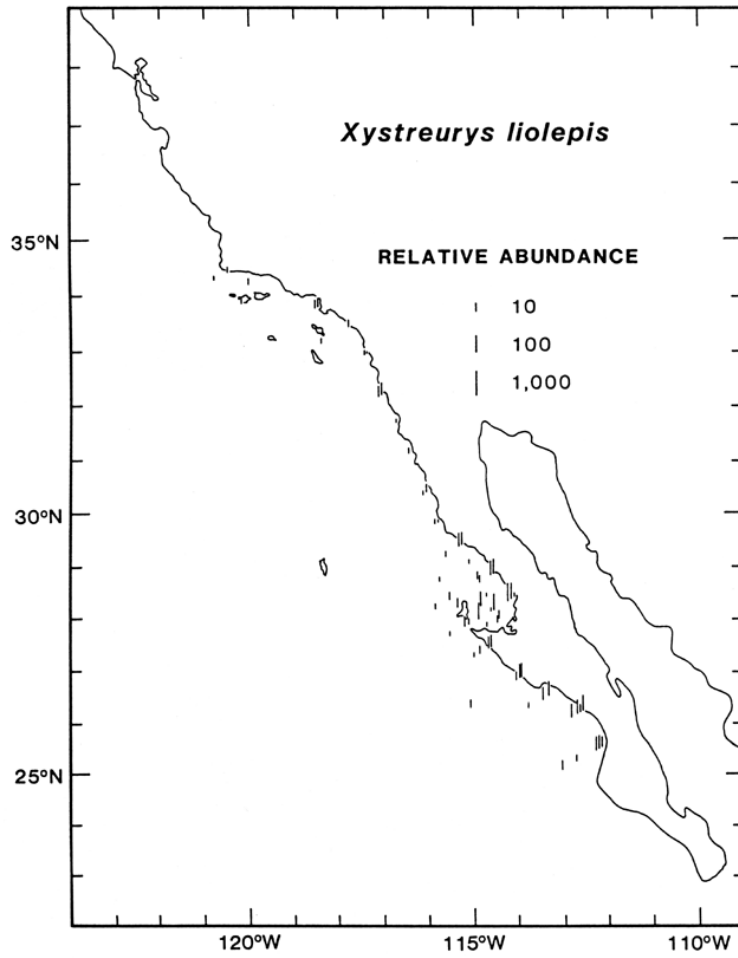 Xystreurys liolepis
35°N
RELATIVE ABUNDANCE
10
100
1,000
30°N
25°N
120°W 115°W 110°W